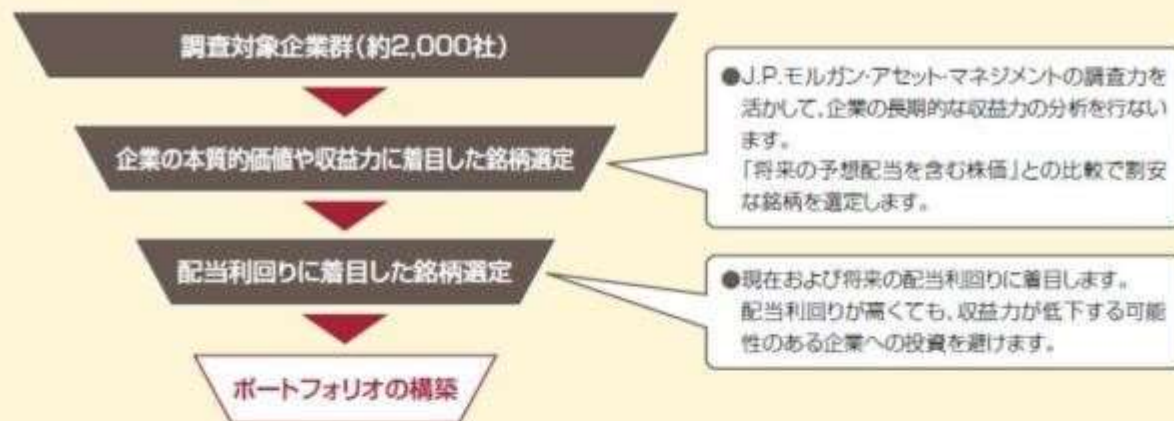 調査対象企業群(約2,000社)
企業の本質的価値や収益力に着目した銘柄選定
●J.P.モルガン・アセット・マネジメントの調査力を
活かして、企業の長期的な収益力の分析を行ない
ます。
「将来の予想配当を含む株価」との比較で割安
な銘柄を選定します。
配当利回りに着目した銘柄選定
●現在および将来の配当利回りに着目します。
配当利回りが高くても、収益力が低下する可能
性のある企業への投資を避けます。
ポートフォリオの構築